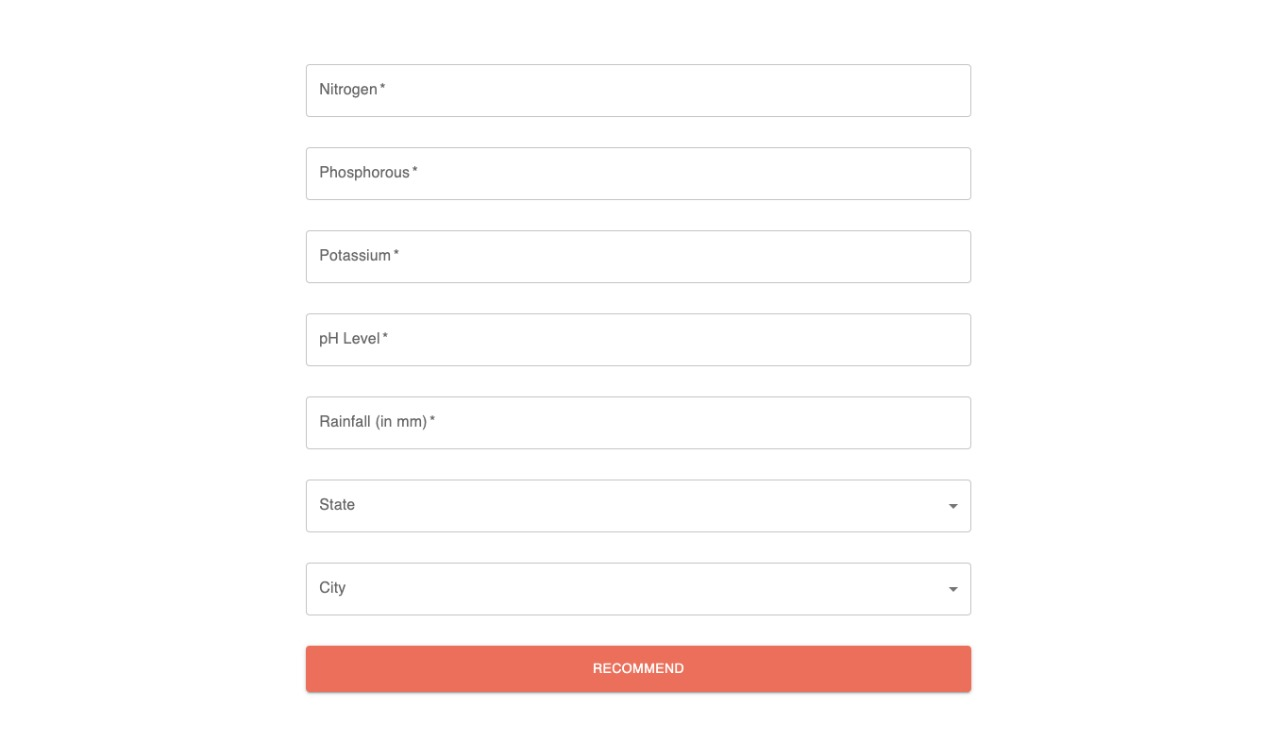 Nitrogen *
Phosphorous *
Potassium *
pH Level *
Rainfall (in mm) *
State
City
RECOMMEND